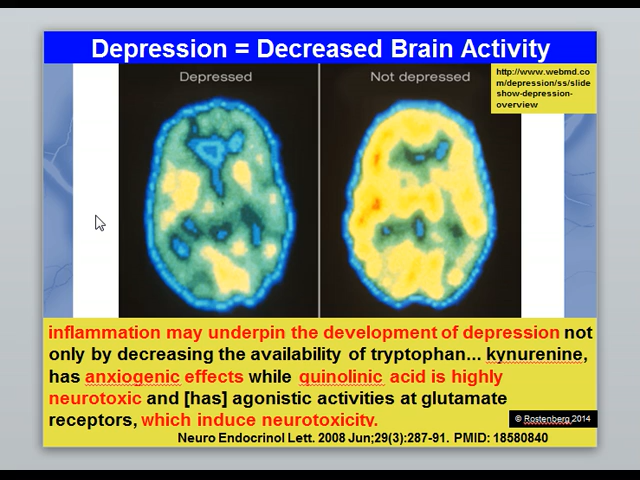 Depression = Decreased Brain Activity
Depressed
Not depressed
http://www.webmd.co
m/depression/ss/slide
show-depression-
overview
inflammation may underpin the development of depression not
only by decreasing the availability of tryptophan... kynurenine,
has anxiogenic effects while quinolinic acid is highly
neurotoxic and [has] agonistic activities at glutamate
receptors, which induce neurotoxicity.
© Rostenberg 2014
Neuro Endocrinol Lett. 2008 Jun;29(3):287-91. PMID: 18580840